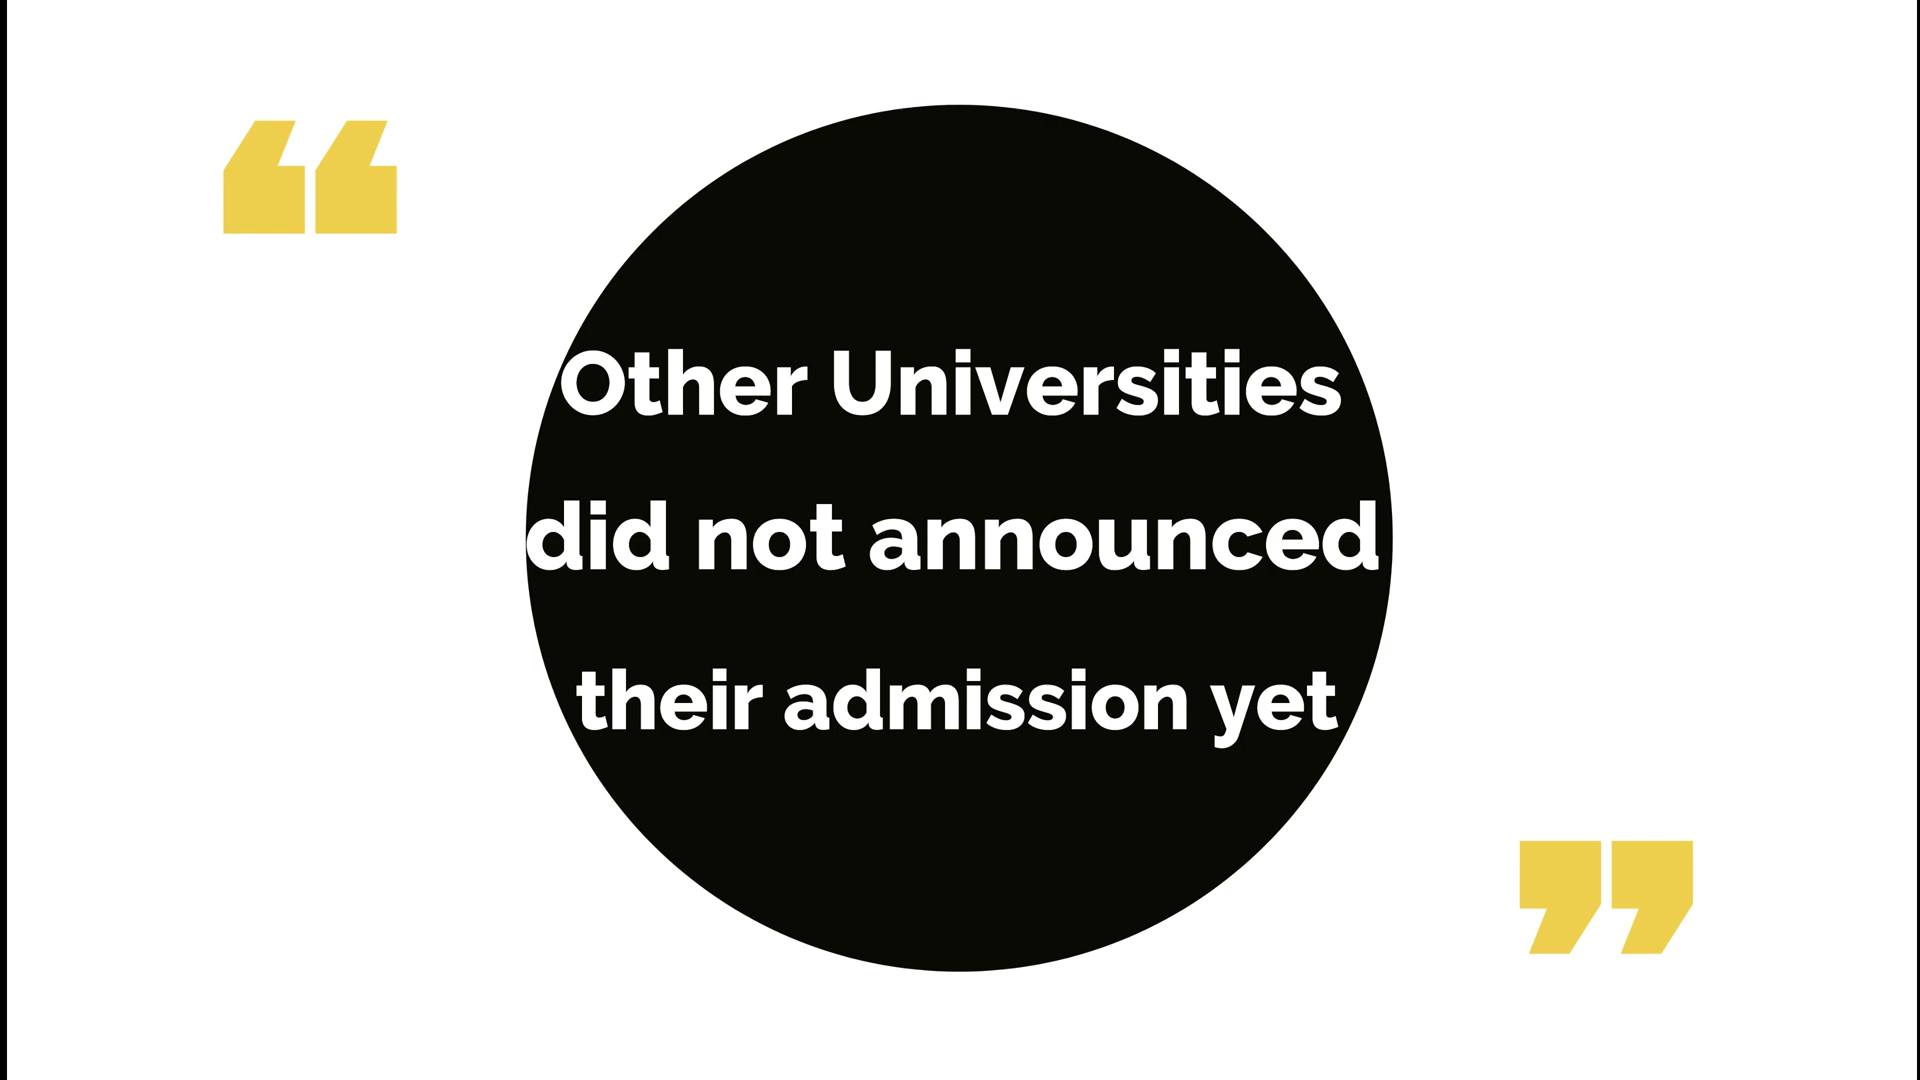 “
Other Universities
did not announced
their admission yet
”